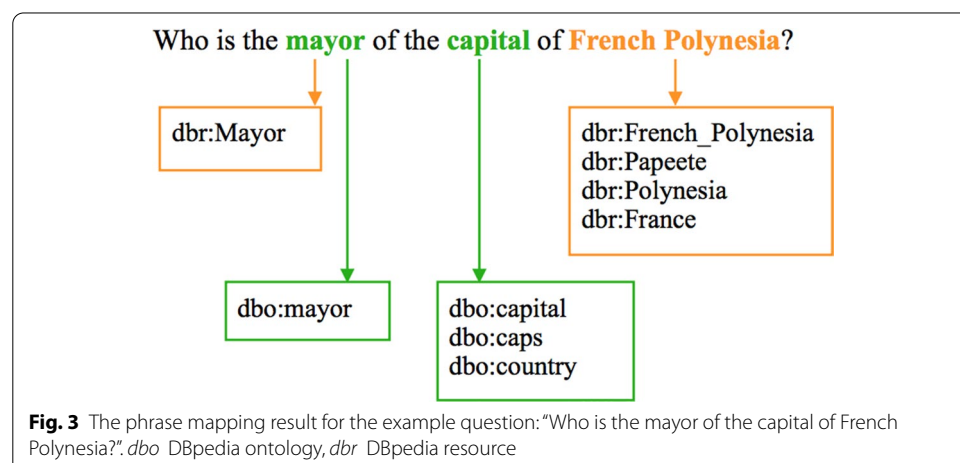 Who is the mayor of the capital of French Polynesia?
dbr:Mayor
dbr:French_Polynesia
dbr:Papeete
dbr:Polynesia
dbr:France
dbo:mayor
dbo:capital
dbo:caps
dbo:country
Fig. 3 The phrase mapping result for the example question: "Who is the mayor of the capital of French
Polynesia?". dbo DBpedia ontology, dbr DBpedia resource